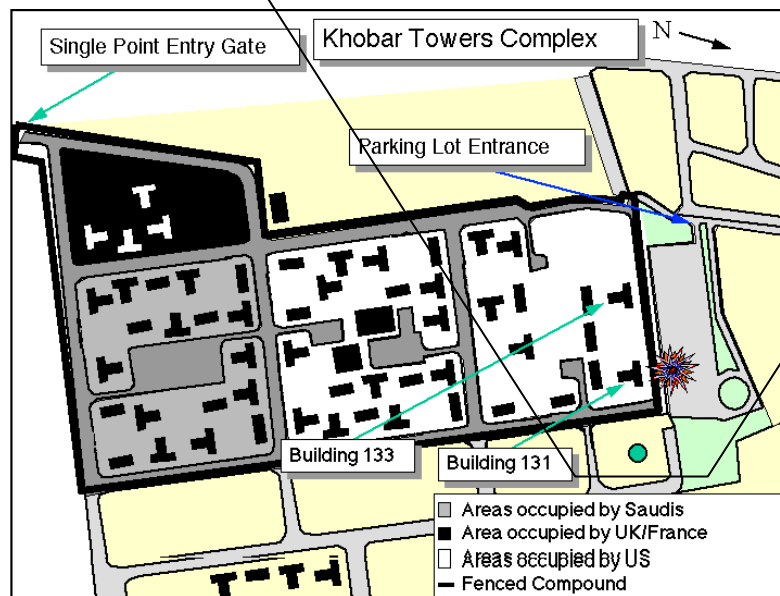 Single Point Entry Gate
Khobar Towers Complex
N
Parking Lot Entrance
Building 133
Building 131
Areas occupied by Saudis
Area occupied by UK/France
Areas occupied by US
Fenced Compound